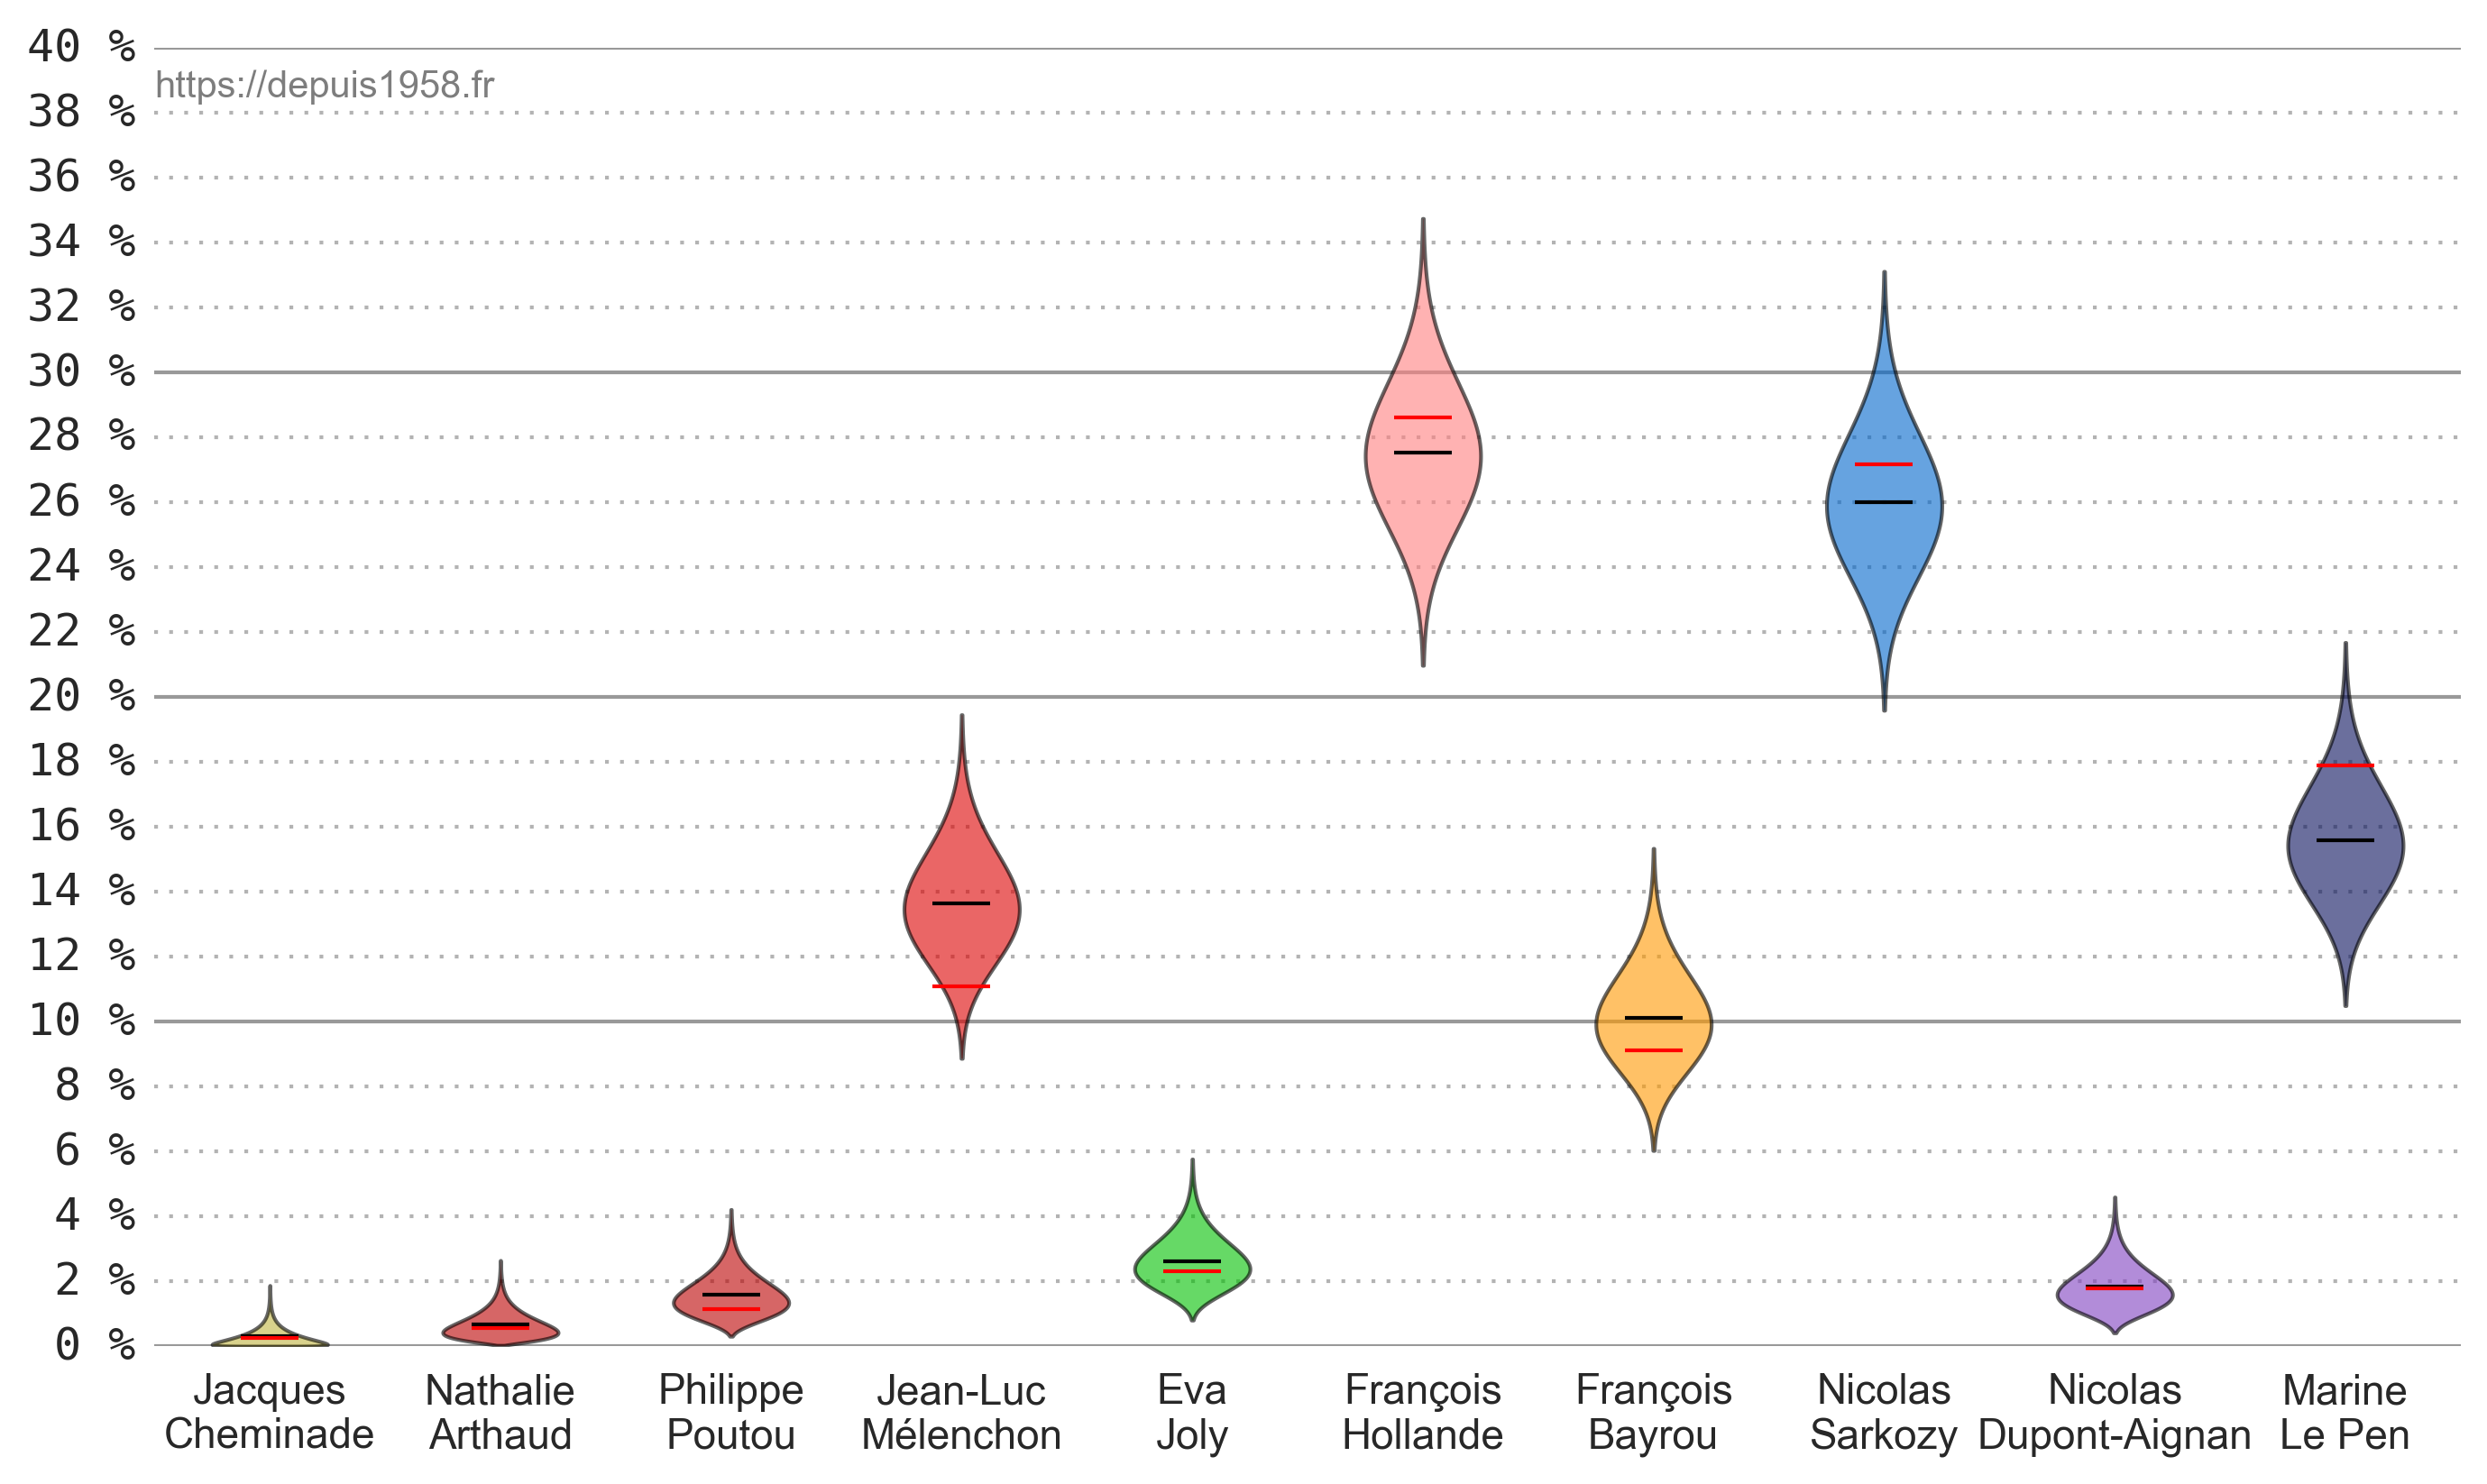 40 %
https://depuis1958.fr
38 %
36 %
34 %
32 %
30 %
28 %
26 %
24 %
22 %
20 %
18 %
16 %
14 %
12 %
10 %
8 %
6 %
4 %
2 %
0 %
Jacques
Cheminade
Nathalie
Arthaud
Philippe
Poutou
Jean-Luc
Mélenchon
Eva
Joly
François
Hollande
François
Bayrou
Nicolas
Sarkozy
Nicolas
Dupont-Aignan
Marine
Le Pen